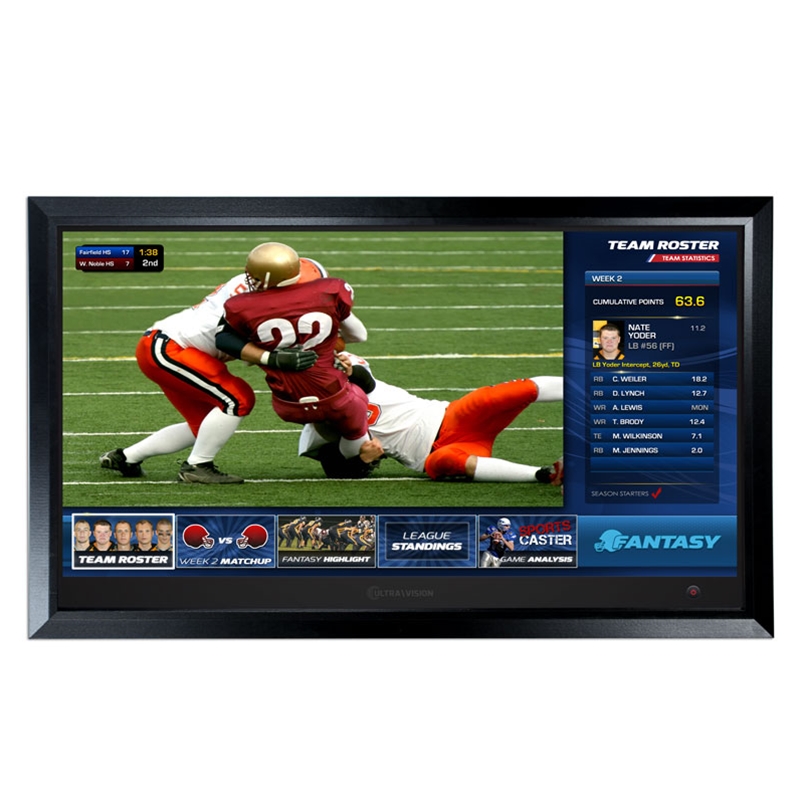 Fairfield HS 17 1:38
W. Noble HS 7 2nd
22
TEAM ROSTER
TEAM STATISTICS
WEEK 2
CUMULATIVE POINTS 63.6
NATE YODER 11.2
LB #56 (FF)
LB Yoder Intercept, 26yd, TD
RB C. WEILER 18.2
RB D. LYNCH 12.7
WR A. LEWIS MON
WR T. BRODY 12.4
TE M. WILKINSON 7.1
RB M. JENNINGS 2.0
SEASON STARTERS
TEAM ROSTER
VS
WEEK 2 MATCHUP
FANTASY HIGHLIGHT
LEAGUE
STANDINGS
SPORTS
CASTER
GAME ANALYSIS
FANTASY
ULTRA VISION